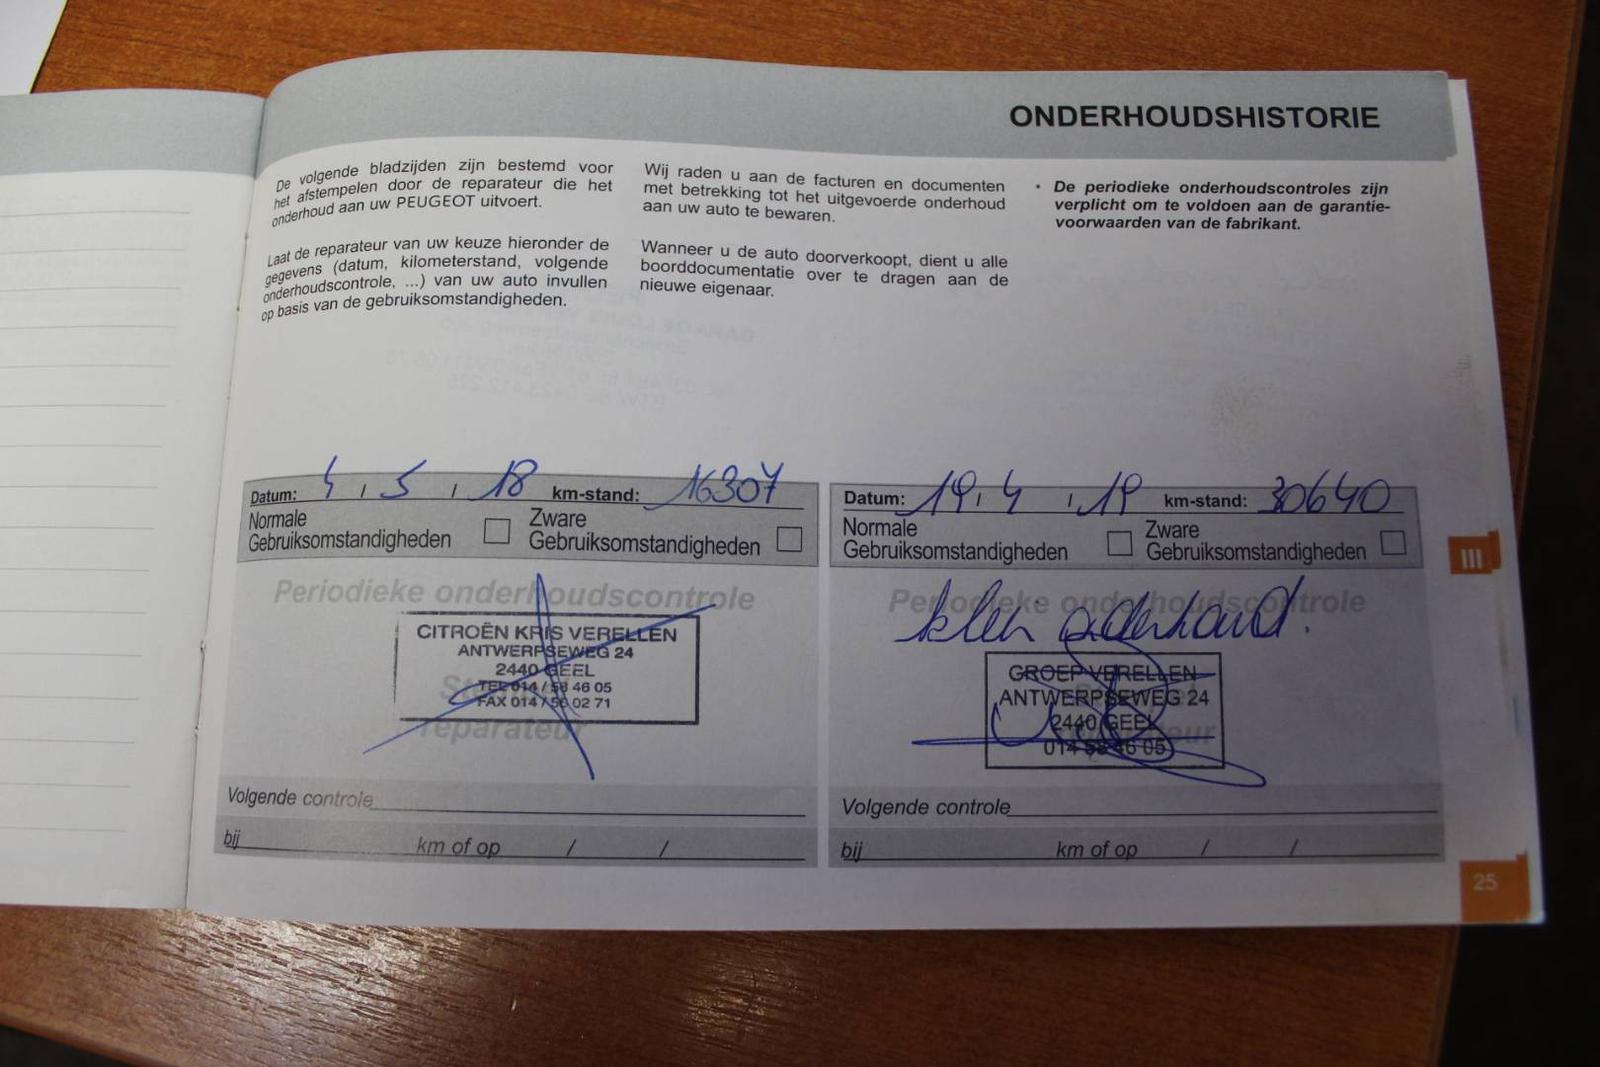 ONDERHOUDSHISTORIE
De volgende bladzijden zijn bestemd voor
het afstempelen door de reparateur die het
onderhoud aan uw PEUGEOT uitvoert.
Laat de reparateur van uw keuze hieronder de
gegevens (datum, kilometerstand, volgende
onderhoudscontrole, ...) van uw auto invullen
op basis van de gebruiksomstandigheden.
Wij raden u aan de facturen en documenten
met betrekking tot het uitgevoerde onderhoud
aan uw auto te bewaren.
Wanneer u de auto doorverkoopt, dient u alle
boorddocumentatie over te dragen aan de
nieuwe eigenaar.
• De periodieke onderhoudscontroles zijn
verplicht om te voldoen aan de garantie-
voorwaarden van de fabrikant.
Datum: / 5 / 18 km-stand: 16307
Normale
Gebruiksomstandigheden
Zware
Gebruiksomstandigheden
Periodieke onderhoudscontrole
CITROËN KRIS VERELLEN
ANTWERPSEWEG 24
2440 GEEL
TEL 014 / 58 46 05
FAX 014 / 56 02 71
reparateur
Volgende controle
bij km of op / /
Datum: 19 / 4 / 19 km-stand: 30640
Normale
Gebruiksomstandigheden
Zware
Gebruiksomstandigheden
Periodieke onderhoudscontrole
klein onderhoud.
GROEP VERELLEN
ANTWERPSEWEG 24
2440 GEEL
014 58 46 05
Volgende controle
bij km of op / /
III
25